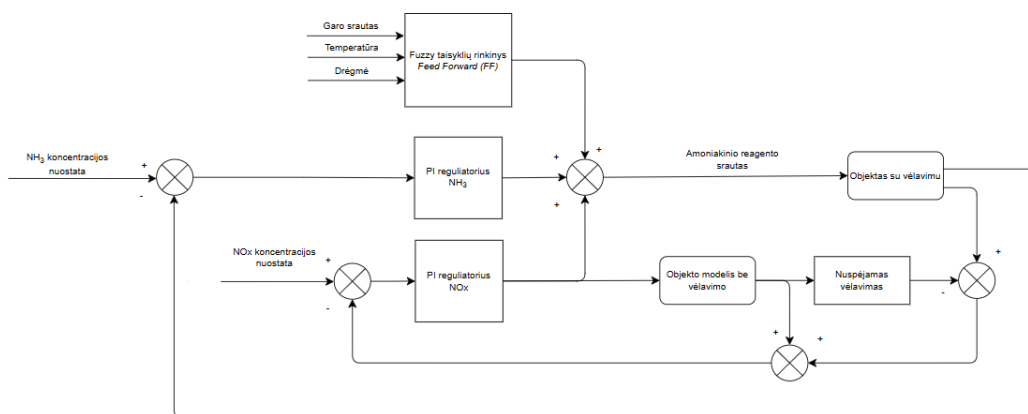 Garo srautas
Temperatūra
Drėgmė
Fuzzy taisyklių rinkinys
Feed Forward (FF)
NH₃ koncentracijos
nuostata
+
-
PI reguliatorius
NH₃
+
+
+
Amoniakinio reagento
srautas
Objektas su vėlavimu
NOx koncentracijos
nuostata
+
-
PI reguliatorius
NOx
Objekto modelis be
vėlavimo
Nuspėjamas
vėlavimas
+
-
+
+